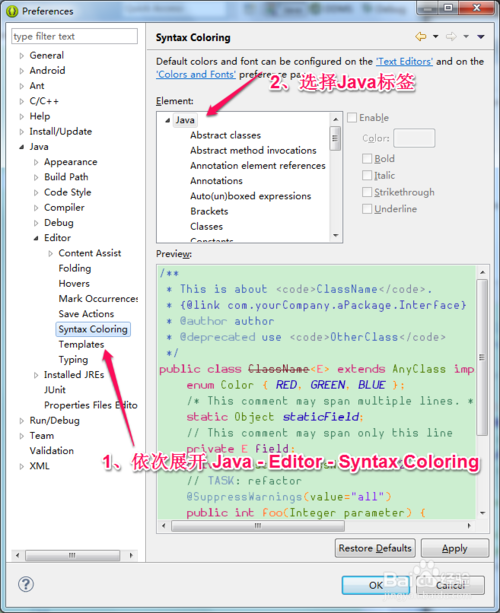 Preferences
type filter text
General
Android
Ant
C/C++
Help
Install/Update
Java
Appearance
Build Path
Code Style
Compiler
Debug
Editor
Content Assist
Folding
Hovers
Mark Occurrences
Save Actions
Syntax Coloring
Templates
Typing
Installed JREs
JUnit
Properties Files Edito
Run/Debug
Team
Validation
XML
Syntax Coloring
Default colors and font can be configured on the 'Text Editors' and on the
'Colors and Fonts' preference pa
2、选择Java标签
Element:
Java
Abstract classes
Abstract method invocations
Annotation element references
Annotations
Auto(un)boxed expressions
Brackets
Classes
Constants
Enable
Color:
Bold
Italic
Strikethrough
Underline
Preview:
/**
* This is about <code>ClassName</code>.
* {@link com.yourCompany.aPackage.Interface}
* @author author
* @deprecated use <code>OtherClass</code>
*/
public class ClassName<E> extends AnyClass imp
enum Color { RED, GREEN, BLUE };
/* This comment may span multiple lines. *
static Object staticField;
// This comment may span only this line
private E field;
1、依次展开 Java - Editor - Syntax Coloring
// TASK: refactor
@SuppressWarnings(value="all")
public int foo(Integer parameter) {
Restore Defaults
Apply
OK
Cancel